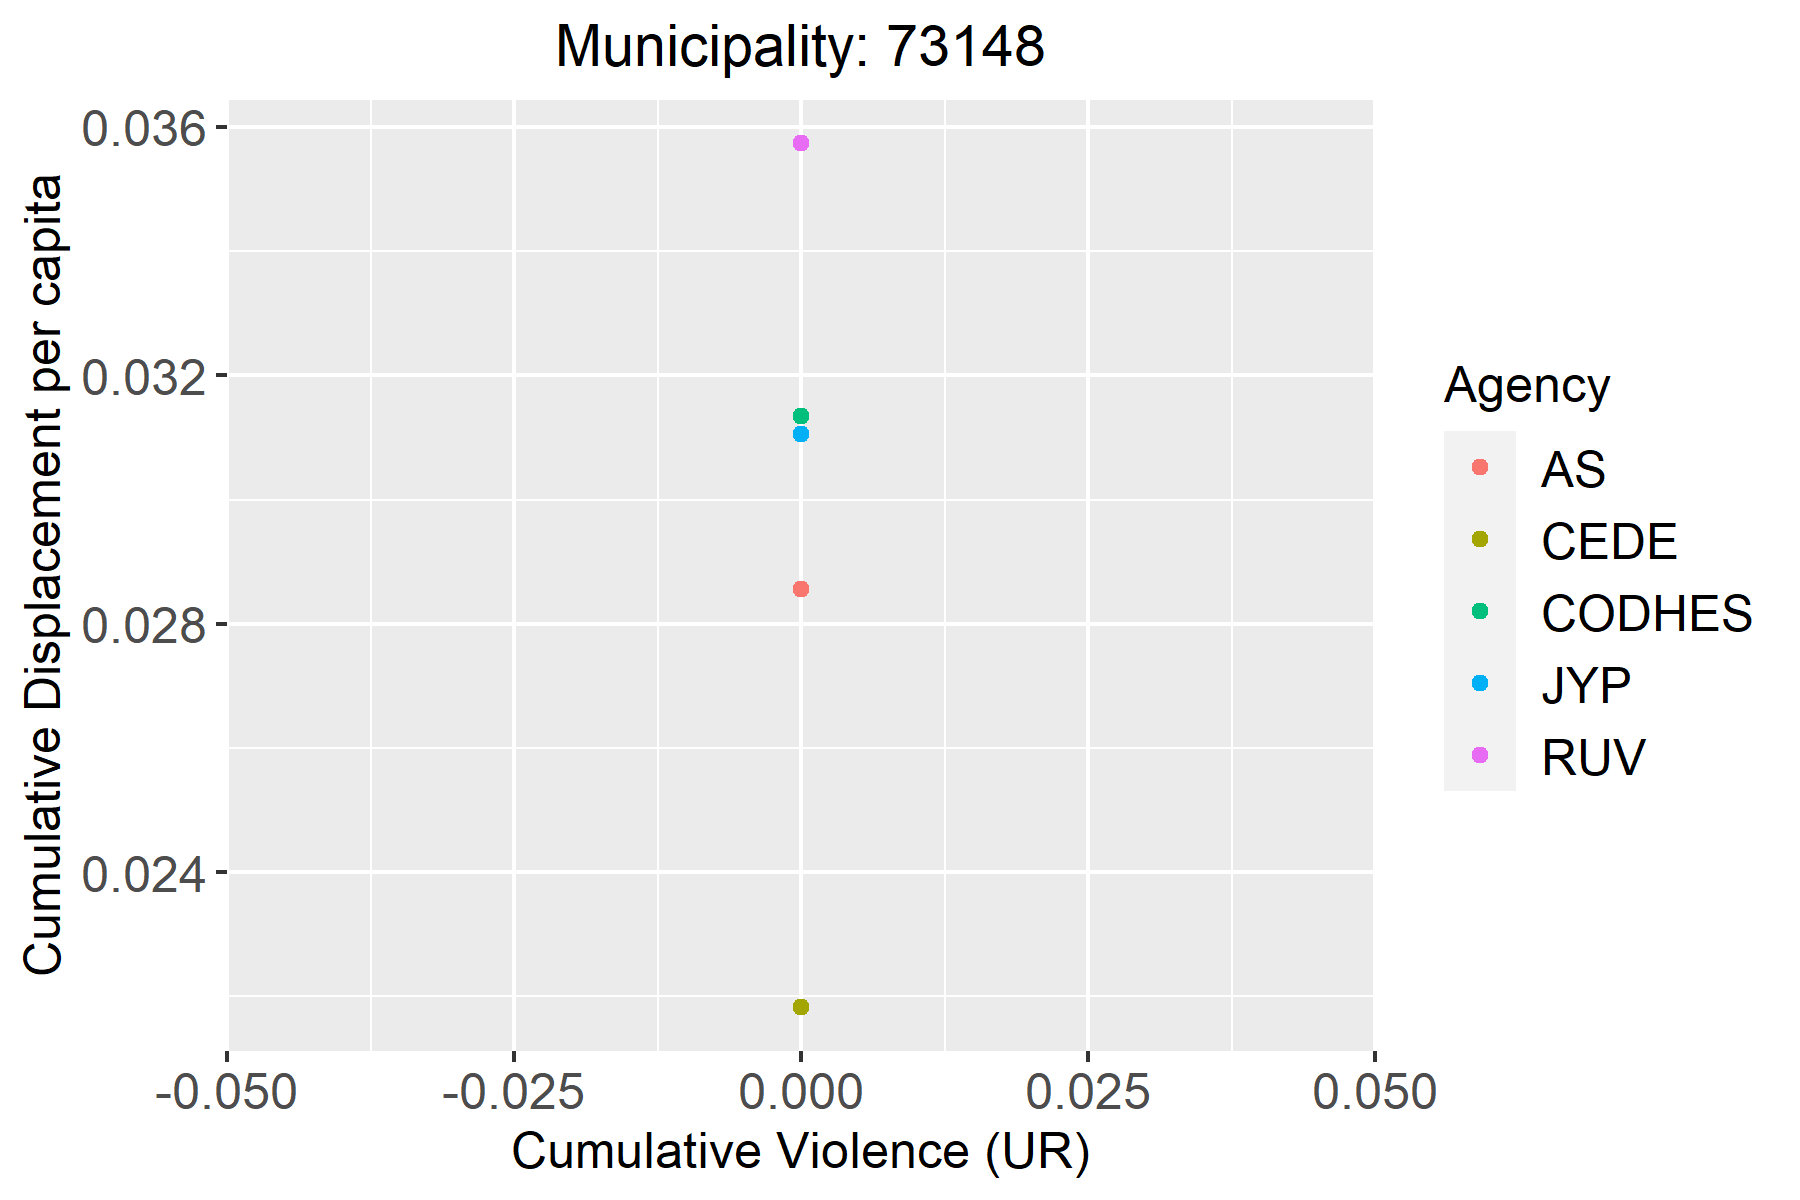 Municipality: 73148
Cumulative Displacement per capita
0.036
0.032
0.028
0.024
-0.050
-0.025
0.000
0.025
0.050
Cumulative Violence (UR)
Agency
AS
CEDE
CODHES
JYP
RUV